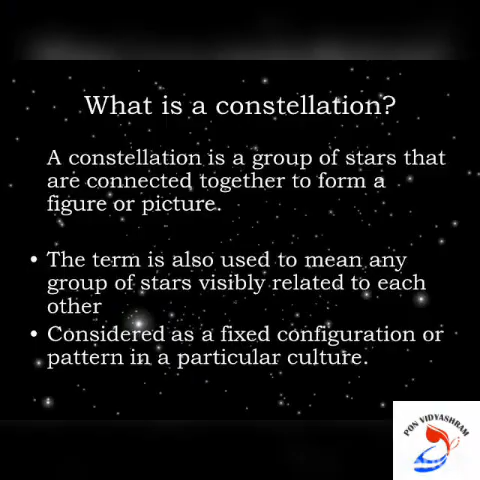 What is a constellation?
A constellation is a group of stars that
are connected together to form a
figure or picture.
• The term is also used to mean any
group of stars visibly related to each
other
• Considered as a fixed configuration or
pattern in a particular culture.
PON VIDYASHRAM